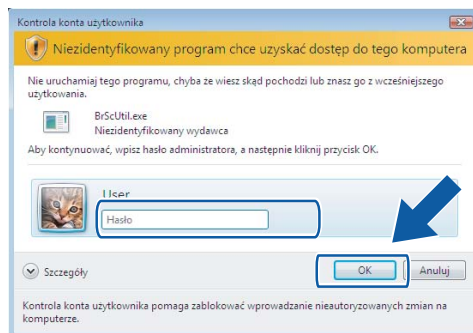 Kontrola konta użytkownika
Niezidentyfikowany program chce uzyskać dostęp do tego komputera
Nie uruchamiaj tego programu, chyba że wiesz skąd pochodzi lub znasz go z wcześniejszego
użytkowania.
BrScUtil.exe
Niezidentyfikowany wydawca
Aby kontynuować, wpisz hasło administratora, a następnie kliknij przycisk OK.
User
Hasło
Szczegóły
OK
Anuluj
Kontrola konta użytkownika pomaga zablokować wprowadzanie nieautoryzowanych zmian na
komputerze.